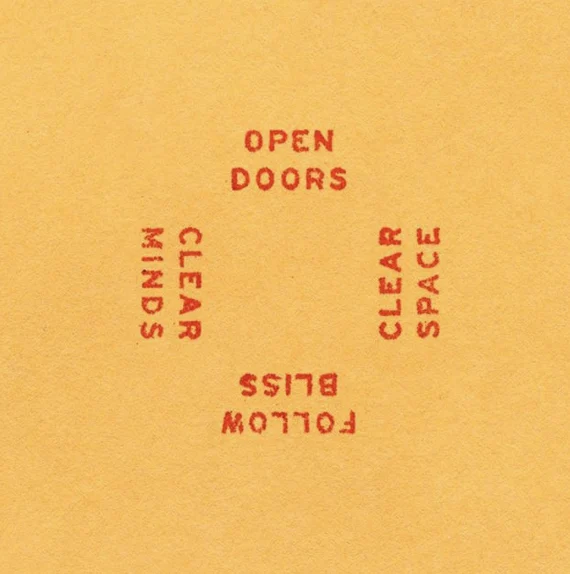 OPEN
DOORS
CLEAR
MINDS
CLEAR
SPACE
FOLLOW
BLISS